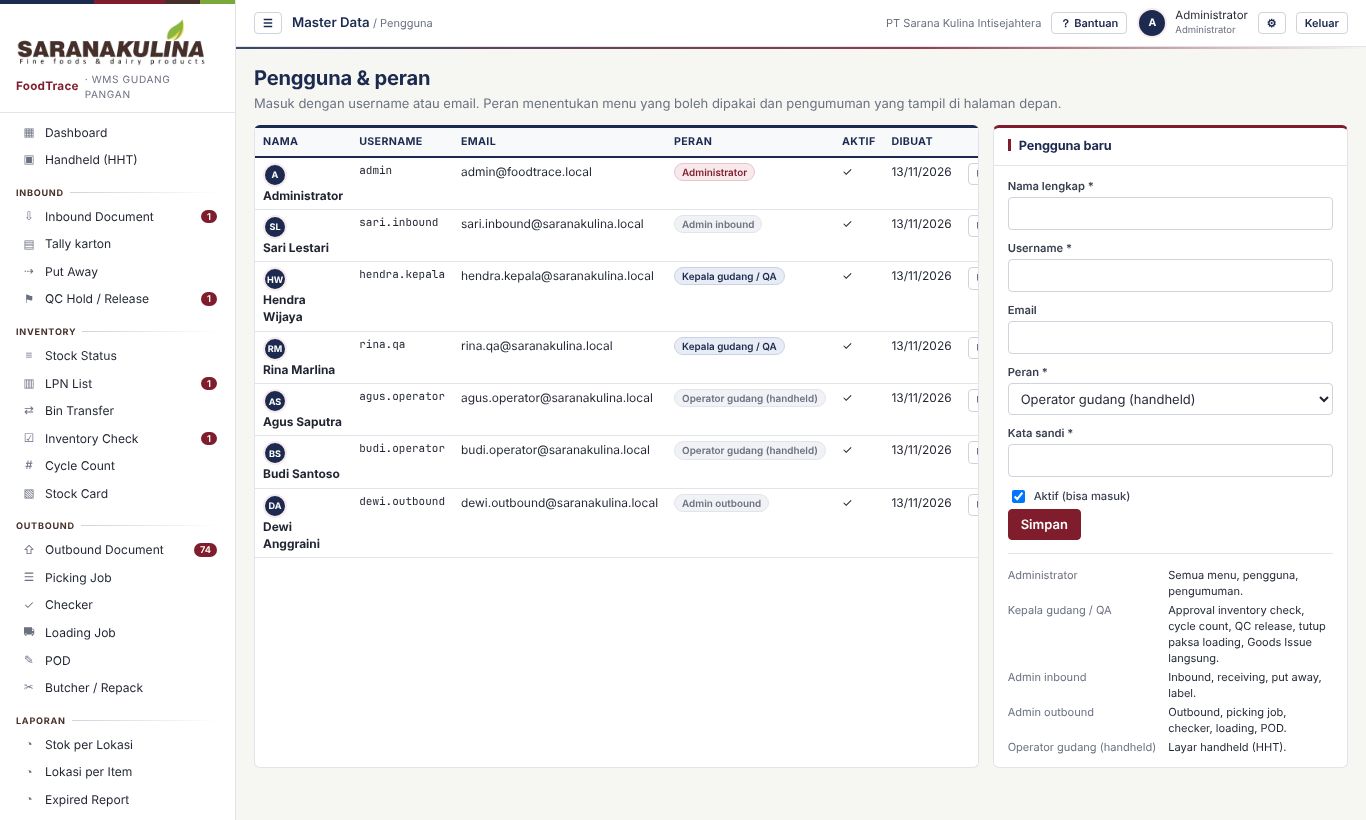 SARANAKULINA
Fine foods & dairy products
FoodTrace · WMS GUDANG PANGAN
Dashboard
Handheld (HHT)
INBOUND
Inbound Document 1
Tally karton
Put Away
QC Hold / Release 1
INVENTORY
Stock Status
LPN List 1
Bin Transfer
Inventory Check 1
Cycle Count
Stock Card
OUTBOUND
Outbound Document 74
Picking Job
Checker
Loading Job
POD
Butcher / Repack
LAPORAN
Stok per Lokasi
Lokasi per Item
Expired Report
Master Data / Pengguna
PT Sarana Kulina Intisejahtera
? Bantuan
A
Administrator
Administrator
Keluar
Pengguna & peran
Masuk dengan username atau email. Peran menentukan menu yang boleh dipakai dan pengumuman yang tampil di halaman depan.
NAMA USERNAME EMAIL PERAN AKTIF DIBUAT
A Administrator admin admin@foodtrace.local Administrator ✓ 13/11/2026
SL Sari Lestari sari.inbound sari.inbound@saranakulina.local Admin inbound ✓ 13/11/2026
HW Hendra Wijaya hendra.kepala hendra.kepala@saranakulina.local Kepala gudang / QA ✓ 13/11/2026
RM Rina Marlina rina.qa rina.qa@saranakulina.local Kepala gudang / QA ✓ 13/11/2026
AS Agus Saputra agus.operator agus.operator@saranakulina.local Operator gudang (handheld) ✓ 13/11/2026
BS Budi Santoso budi.operator budi.operator@saranakulina.local Operator gudang (handheld) ✓ 13/11/2026
DA Dewi Anggraini dewi.outbound dewi.outbound@saranakulina.local Admin outbound ✓ 13/11/2026
Pengguna baru
Nama lengkap *
Username *
Email
Peran *
Operator gudang (handheld)
Kata sandi *
Aktif (bisa masuk)
Simpan
Administrator Semua menu, pengguna,
pengumuman.
Kepala gudang / QA Approval inventory check,
cycle count, QC release, tutup
paksa loading, Goods Issue
langsung.
Admin inbound Inbound, receiving, put away,
label.
Admin outbound Outbound, picking job,
checker, loading, POD.
Operator gudang (handheld) Layar handheld (HHT).